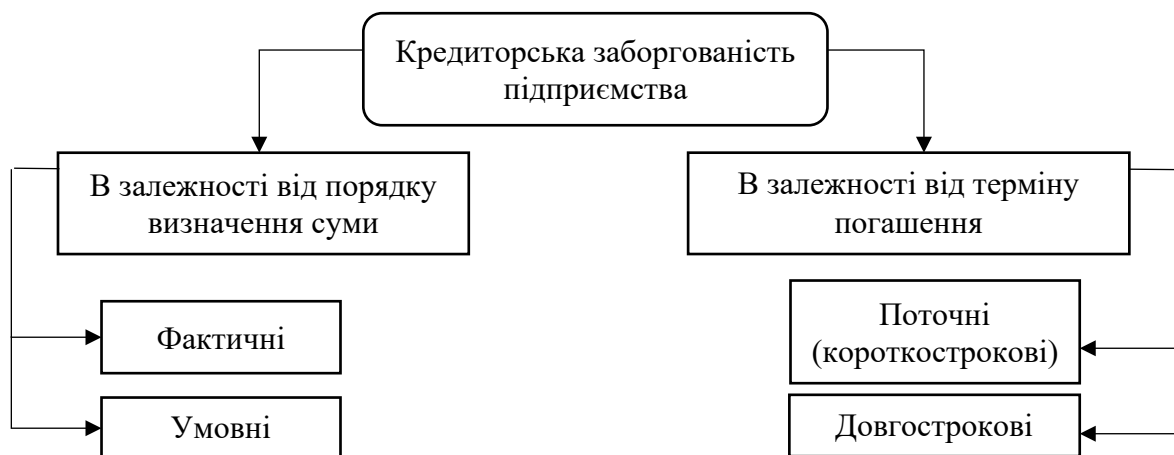 Кредиторська заборгованість
підприємства
В залежності від порядку
визначення суми
В залежності від терміну
погашення
Фактичні
Умовні
Поточні
(короткострокові)
Довгострокові